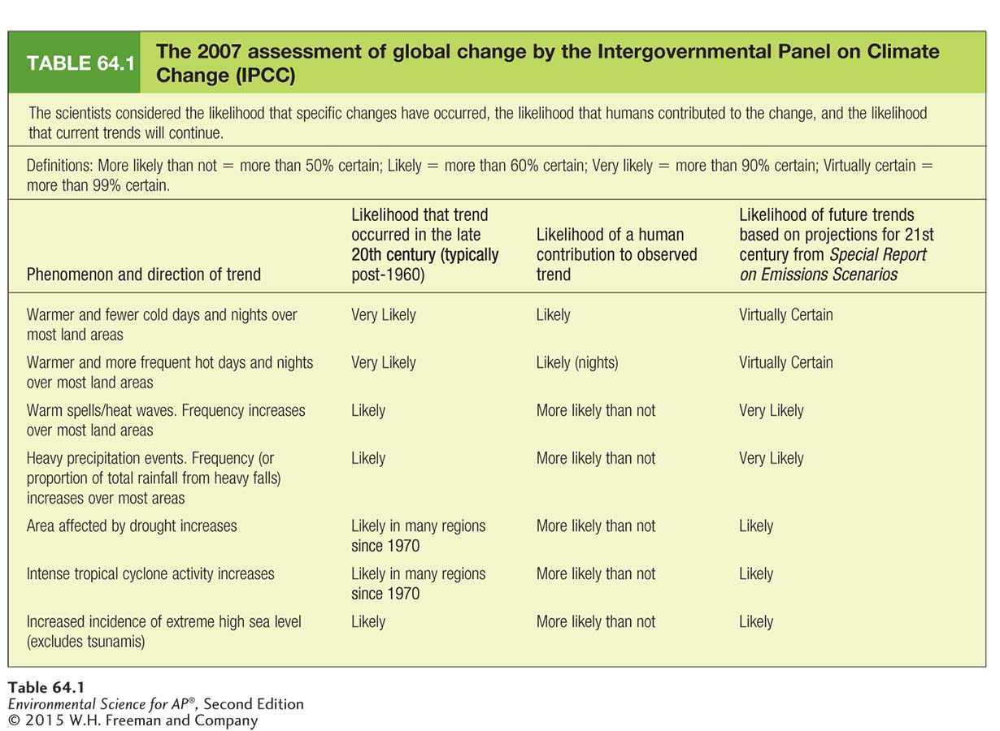 TABLE 64.1
The 2007 assessment of global change by the Intergovernmental Panel on Climate
Change (IPCC)
The scientists considered the likelihood that specific changes have occurred, the likelihood that humans contributed to the change, and the likelihood
that current trends will continue.
Definitions: More likely than not = more than 50% certain; Likely = more than 60% certain; Very likely = more than 90% certain; Virtually certain =
more than 99% certain.
Phenomenon and direction of trend
Likelihood that trend
occurred in the late
20th century (typically
post-1960)
Likelihood of a human
contribution to observed
trend
Likelihood of future trends
based on projections for 21st
century from Special Report
on Emissions Scenarios
Warmer and fewer cold days and nights over
most land areas
Very Likely
Likely
Virtually Certain
Warmer and more frequent hot days and nights
over most land areas
Very Likely
Likely (nights)
Virtually Certain
Warm spells/heat waves. Frequency increases
over most land areas
Likely
More likely than not
Very Likely
Heavy precipitation events. Frequency (or
proportion of total rainfall from heavy falls)
increases over most areas
Likely
More likely than not
Very Likely
Area affected by drought increases
Likely in many regions
since 1970
More likely than not
Likely
Intense tropical cyclone activity increases
Likely in many regions
since 1970
More likely than not
Likely
Increased incidence of extreme high sea level
(excludes tsunamis)
Likely
More likely than not
Likely
Table 64.1
Environmental Science for AP®, Second Edition
© 2015 W.H. Freeman and Company